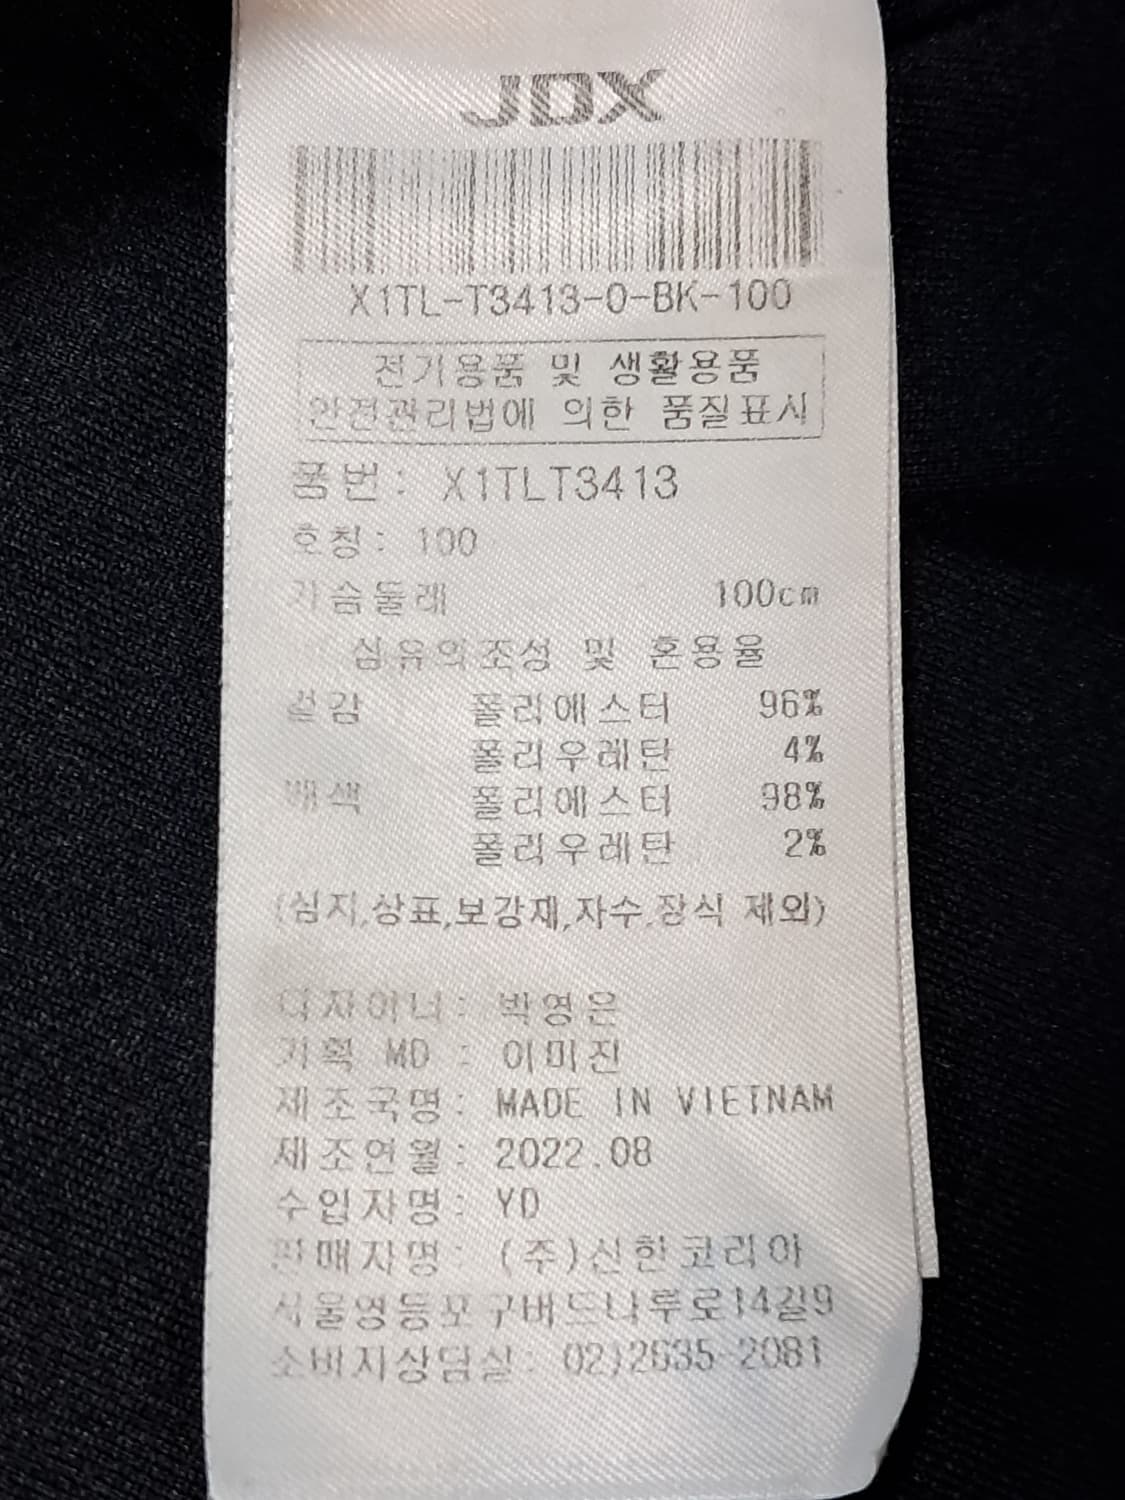 JDX
X1TL-T3413-0-BK-100
전기용품 및 생활용품
안전관리법에 의한 품질표시
품번: X1TLT3413
호칭: 100
가슴둘레 100cm
섬유의조성 및 혼용율
겉감 폴리에스터 96%
폴리우레탄 4%
배색 폴리에스터 98%
폴리우레탄 2%
(심지,상표,보강재,자수,장식 제외)
디자이너: 박영은
기획 MD : 이미진
제조국명: MADE IN VIETNAM
제조연월: 2022.08
수입자명: YD
판매자명: (주)신한코리아
서울영등포구버드나루로14길9
소비자상담실: 02)2635-2081